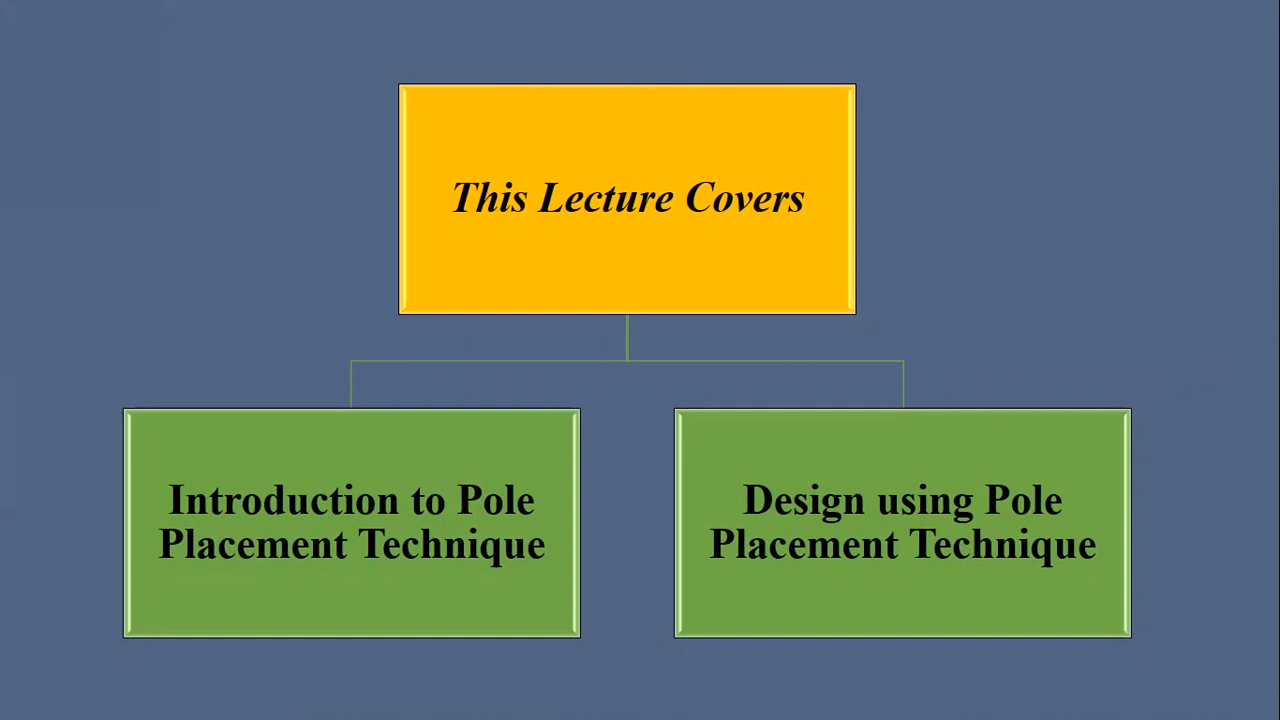 This Lecture Covers
Introduction to Pole
Placement Technique
Design using Pole
Placement Technique